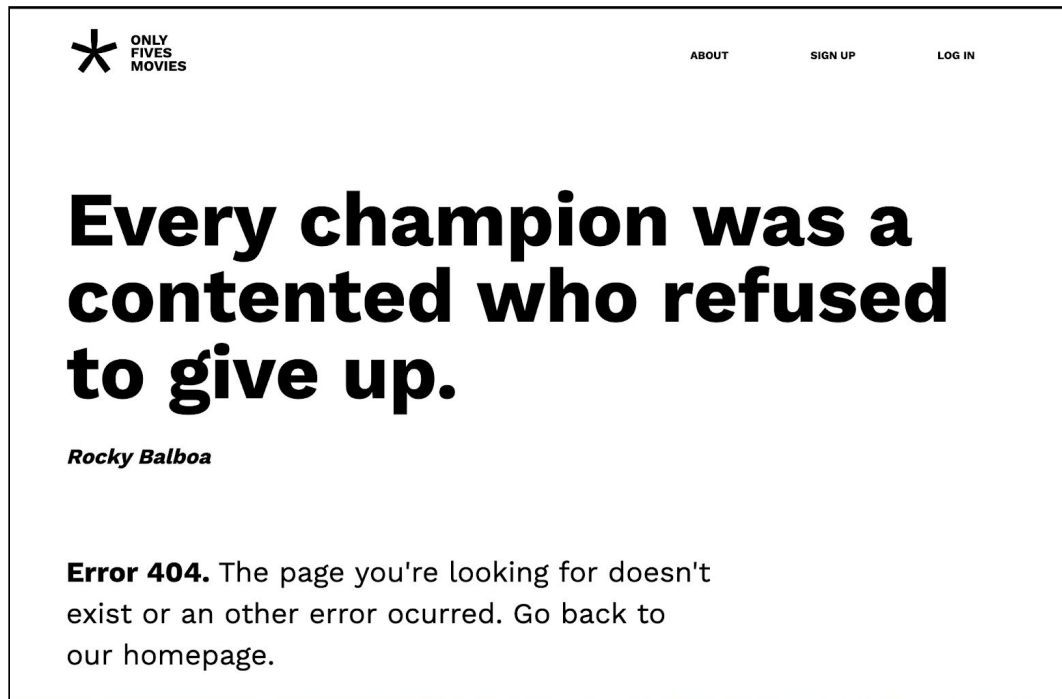 ONLY
FIVES
MOVIES
ABOUT SIGN UP LOG IN
Every champion was a
contented who refused
to give up.
Rocky Balboa
Error 404. The page you're looking for doesn't
exist or an other error ocurred. Go back to
our homepage.